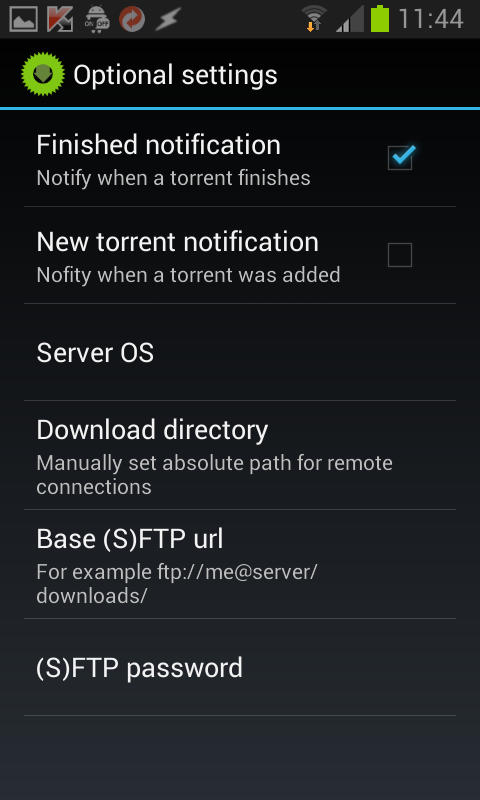 11:44
Optional settings
Finished notification
Notify when a torrent finishes
New torrent notification
Nofity when a torrent was added
Server OS
Download directory
Manually set absolute path for remote
connections
Base (S)FTP url
For example ftp://me@server/
downloads/
(S)FTP password